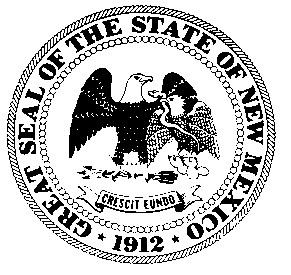 GREAT SEAL OF THE STATE OF NEW MEXICO
CRESCIT EUNDO
★ 1912 ★